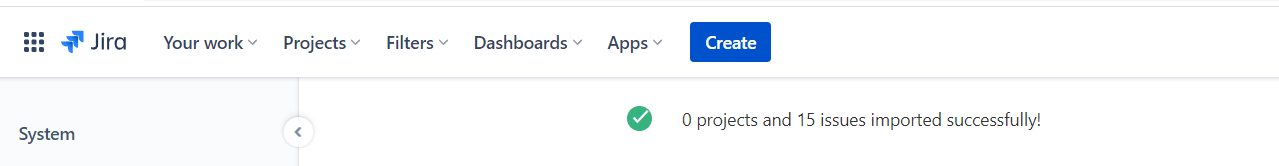 Jira Your work Projects Filters Dashboards Apps Create
System
0 projects and 15 issues imported successfully!